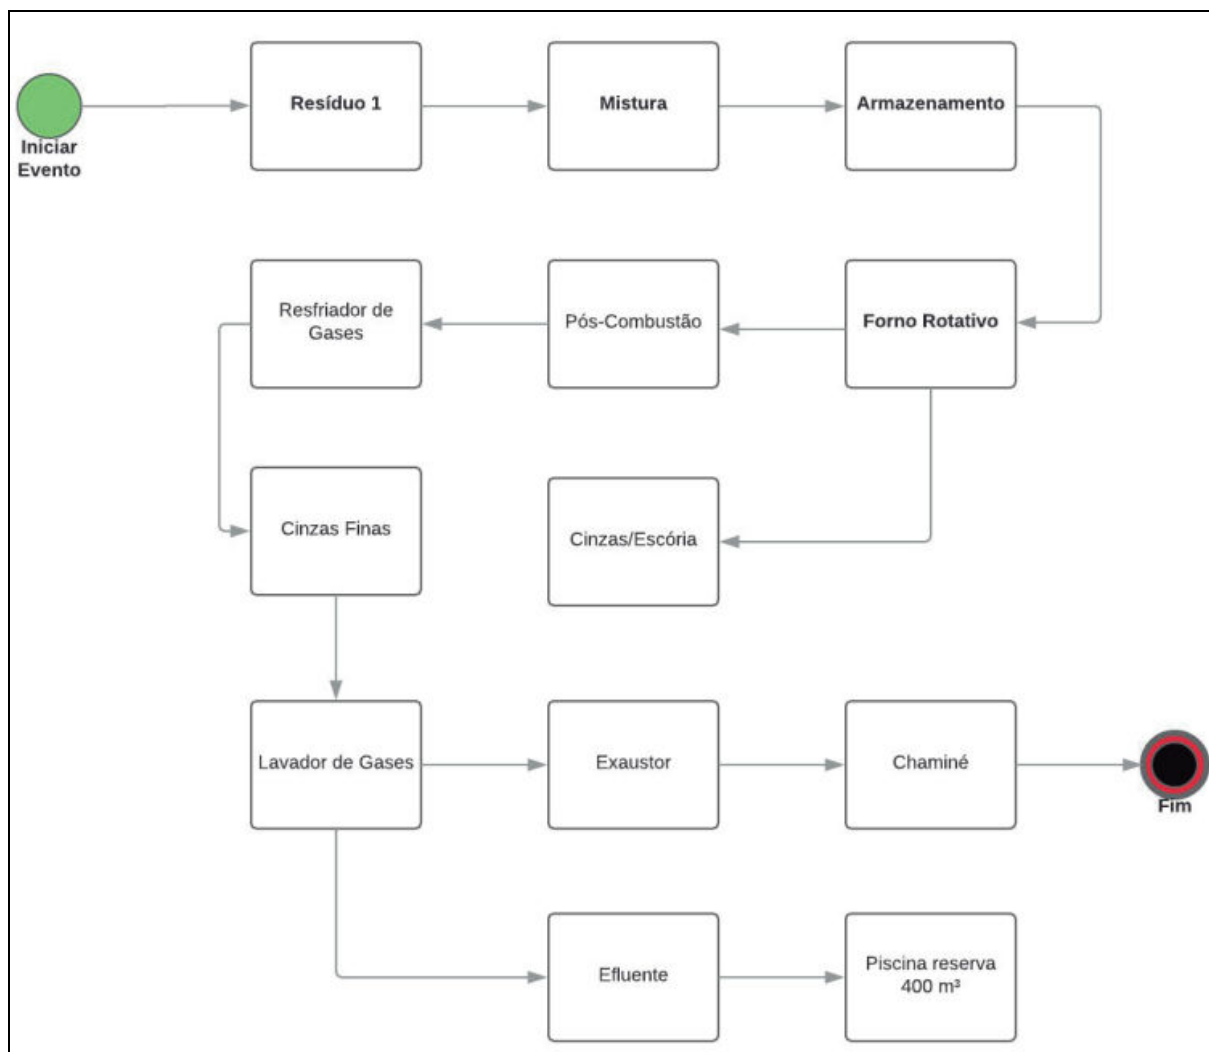 Iniciar
Evento
Resíduo 1
Mistura
Armazenamento
Resfriador de
Gases
Pós-Combustão
Forno Rotativo
Cinzas Finas
Cinzas/Escória
Lavador de Gases
Exaustor
Chaminé
Fim
Efluente
Piscina reserva
400 m³